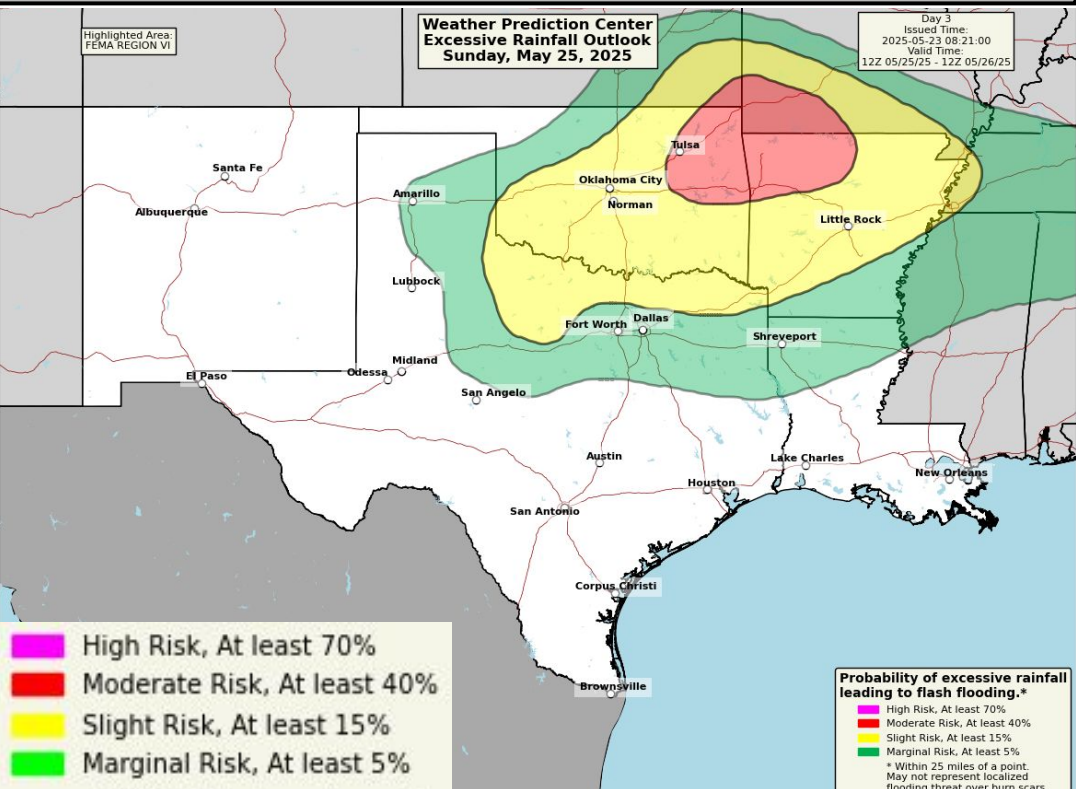 Highlighted Area:
FEMA REGION VI
Weather Prediction Center
Excessive Rainfall Outlook
Sunday, May 25, 2025
Day 3
Issued Time:
2025-05-23 08:21:00
Valid Time:
12Z 05/25/25 - 12Z 05/26/25
Tulsa
Santa Fe
Oklahoma City
Amarillo
Norman
Albuquerque
Little Rock
Lubbock
Fort Worth
Dallas
Shreveport
Midland
Odessa
El Paso
San Angelo
Austin
Lake Charles
New Orleans
Houston
San Antonio
Corpus Christi
Brownsville
High Risk, At least 70%
Moderate Risk, At least 40%
Slight Risk, At least 15%
Marginal Risk, At least 5%
Probability of excessive rainfall
leading to flash flooding.*
High Risk, At least 70%
Moderate Risk, At least 40%
Slight Risk, At least 15%
Marginal Risk, At least 5%
* Within 25 miles of a point.
May not represent localized
flooding threat over burn scars